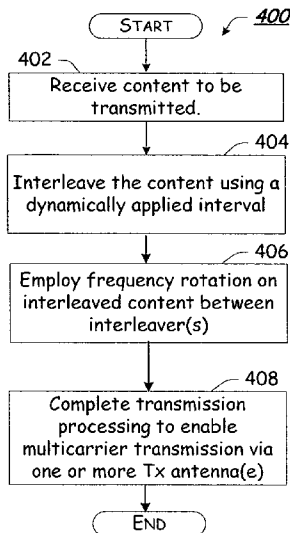 START
400
402
Receive content to be
transmitted.
404
Interleave the content using a
dynamically applied interval
406
Employ frequency rotation on
interleaved content between
interleaver(s)
408
Complete transmission
processing to enable
multicarrier transmission via
one or more Tx antenna(e)
END